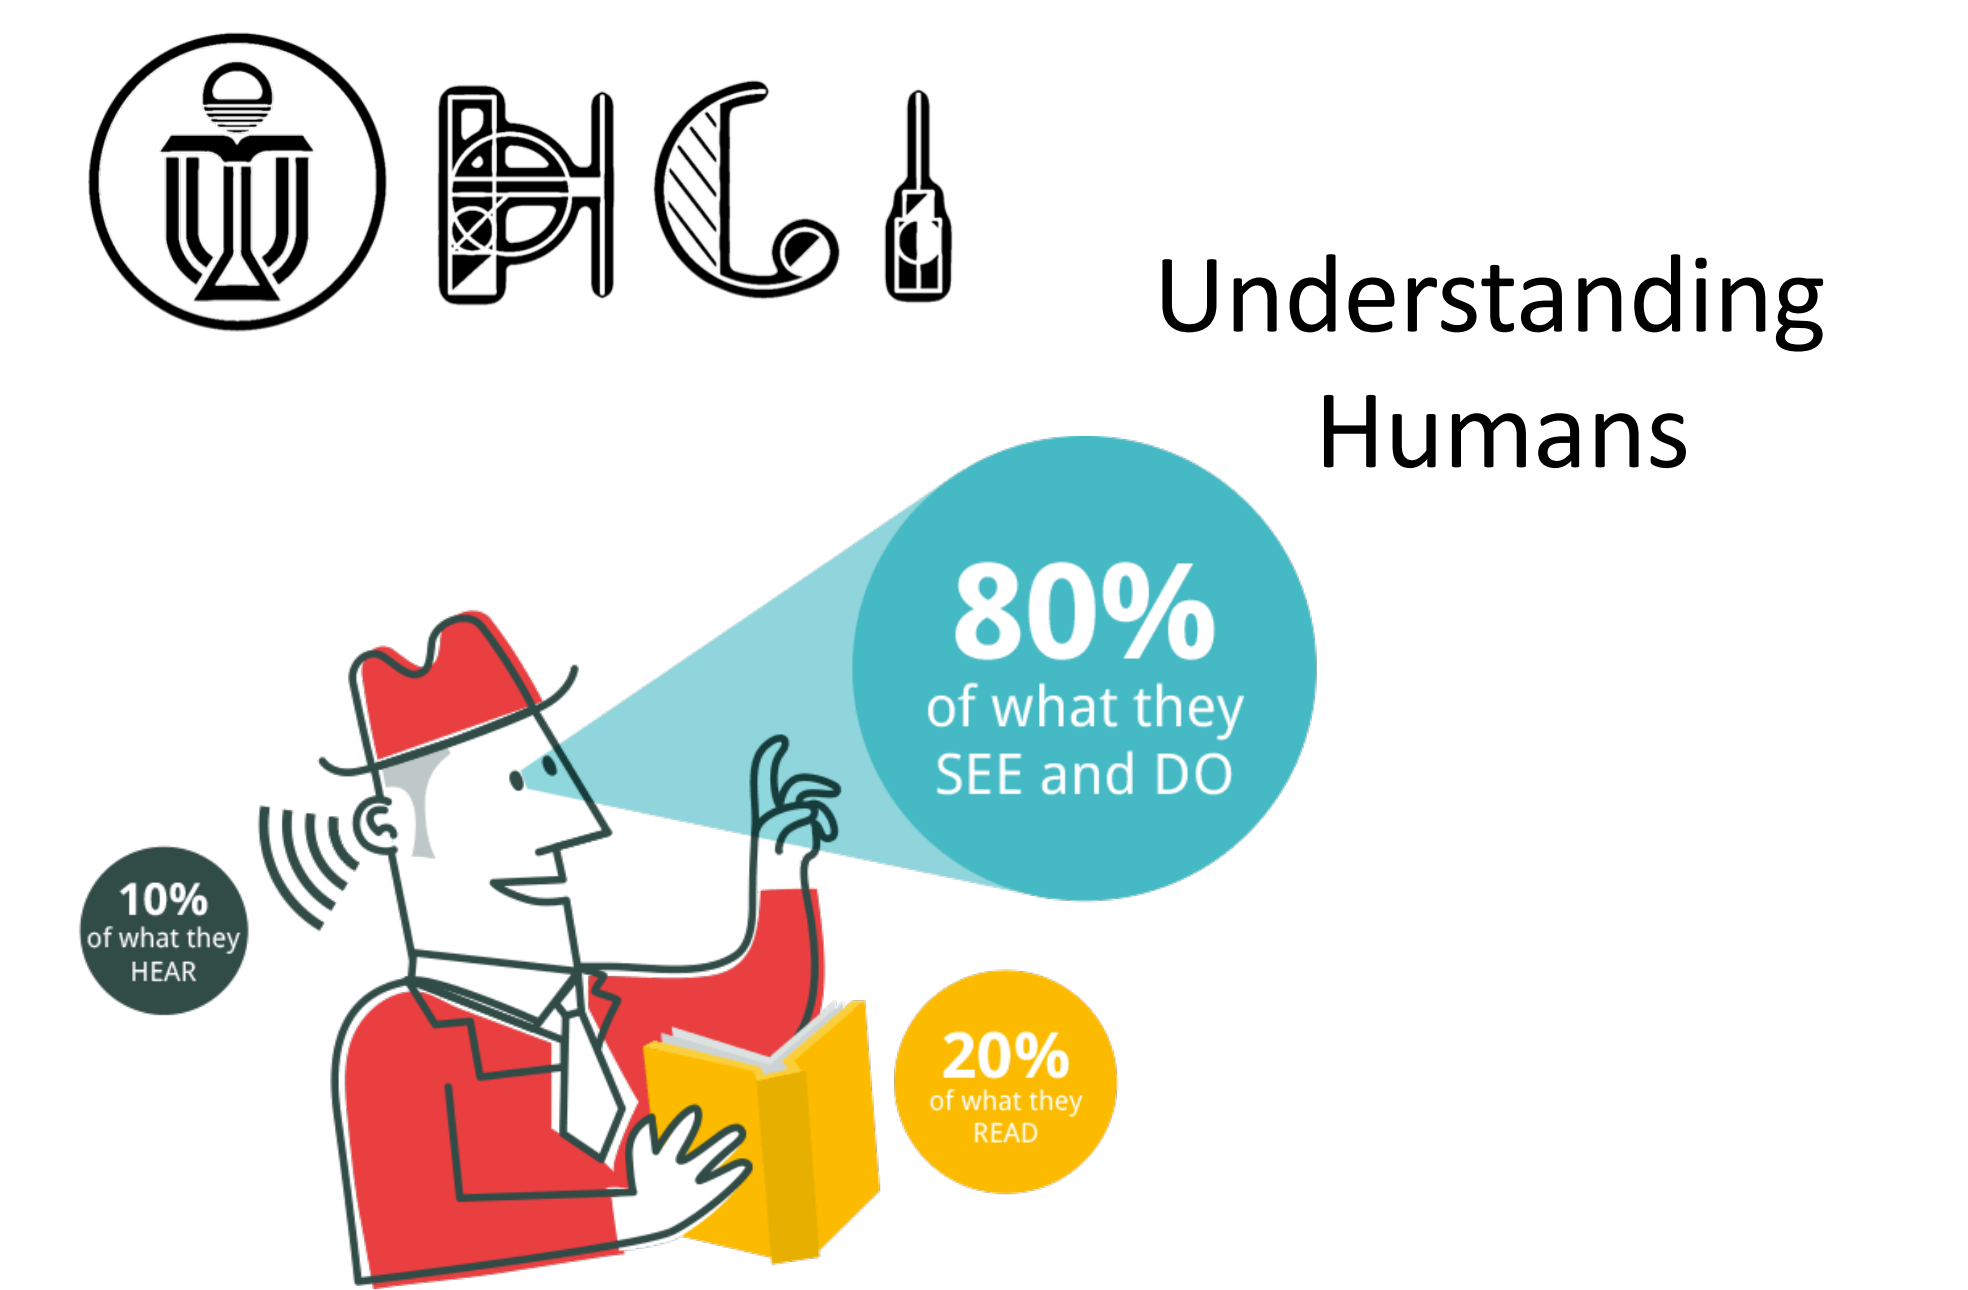 HCI
Understanding
Humans
80%
of what they
SEE and DO
10%
of what they
HEAR
20%
of what they
READ